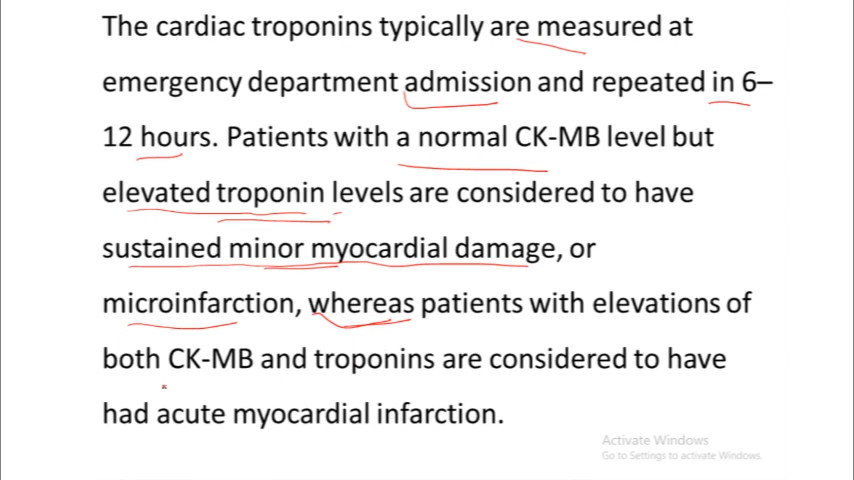 The cardiac troponins typically are measured at
emergency department admission and repeated in 6–
12 hours. Patients with a normal CK-MB level but
elevated troponin levels are considered to have
sustained minor myocardial damage, or
microinfarction, whereas patients with elevations of
both CK-MB and troponins are considered to have
had acute myocardial infarction.
Activate Windows
Go to Settings to activate Windows.